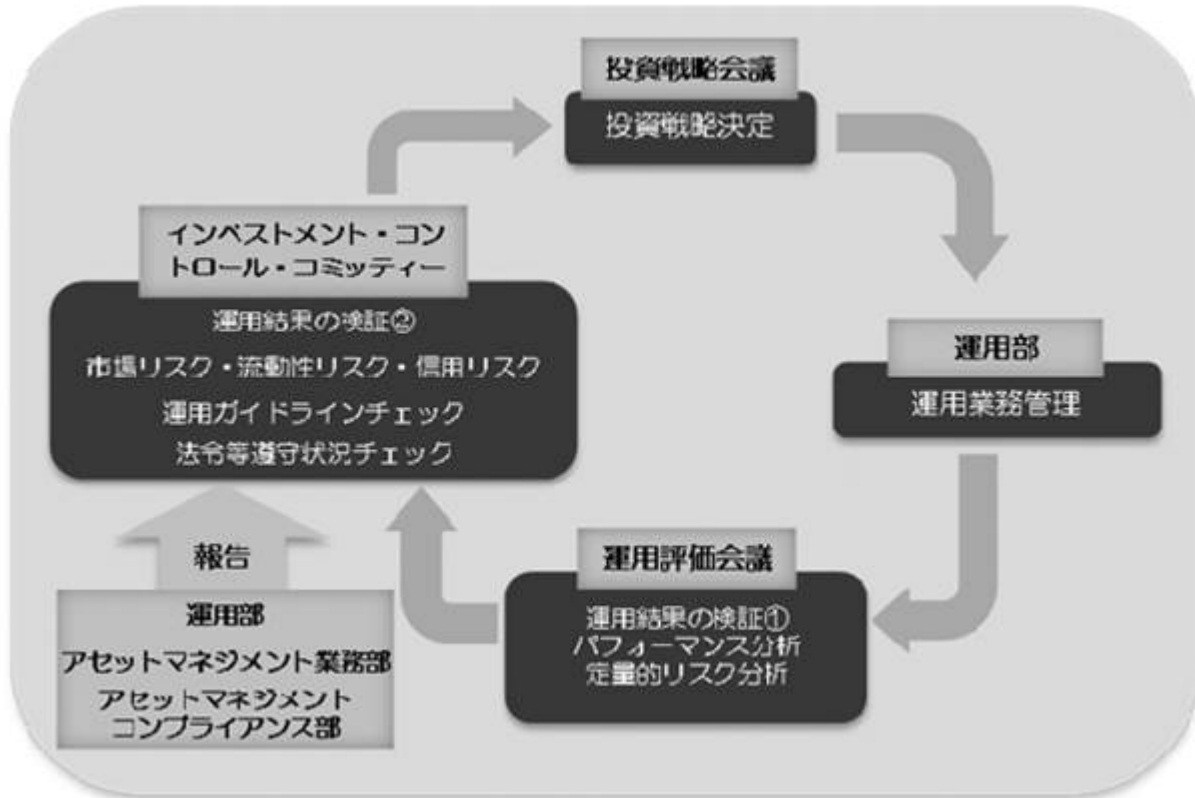 投資戦略会議
投資戦略決定
インベストメント・コン
トロール・コミッティー
運用結果の検証②
市場リスク・流動性リスク・信用リスク
運用ガイドラインチェック
法令等遵守状況チェック
運用部
運用業務管理
運用評価会議
運用結果の検証①
パフォーマンス分析
定量的リスク分析
報告
運用部
アセットマネジメント業務部
アセットマネジメント
コンプライアンス部